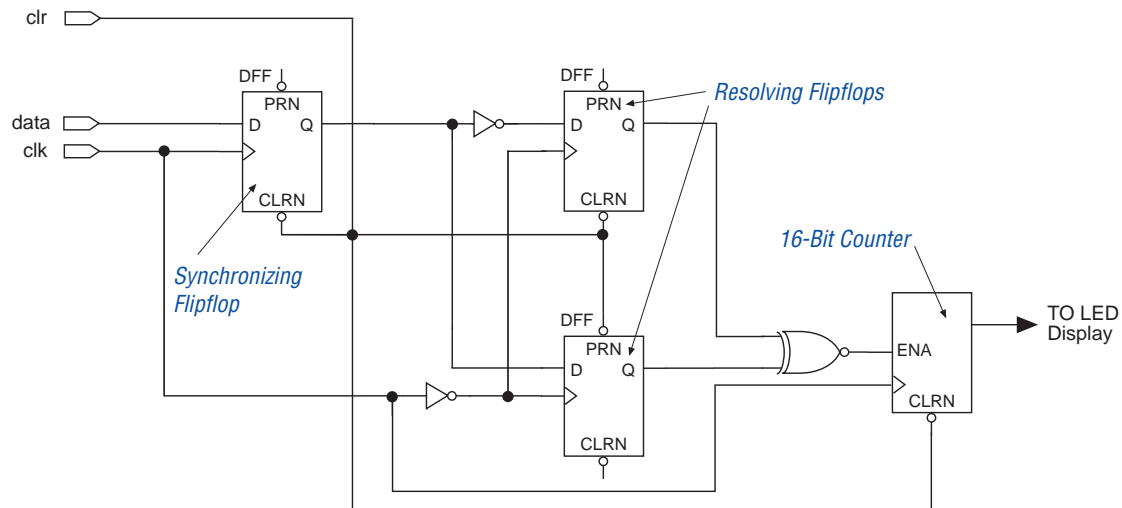 clr
DFF
PRN
data
D
Q
clk
CLRN
Synchronizing
Flipflop
DFF
PRN
D
Q
CLRN
Resolving Flipflops
DFF
PRN
D
Q
CLRN
16-Bit Counter
ENA
CLRN
TO LED
Display